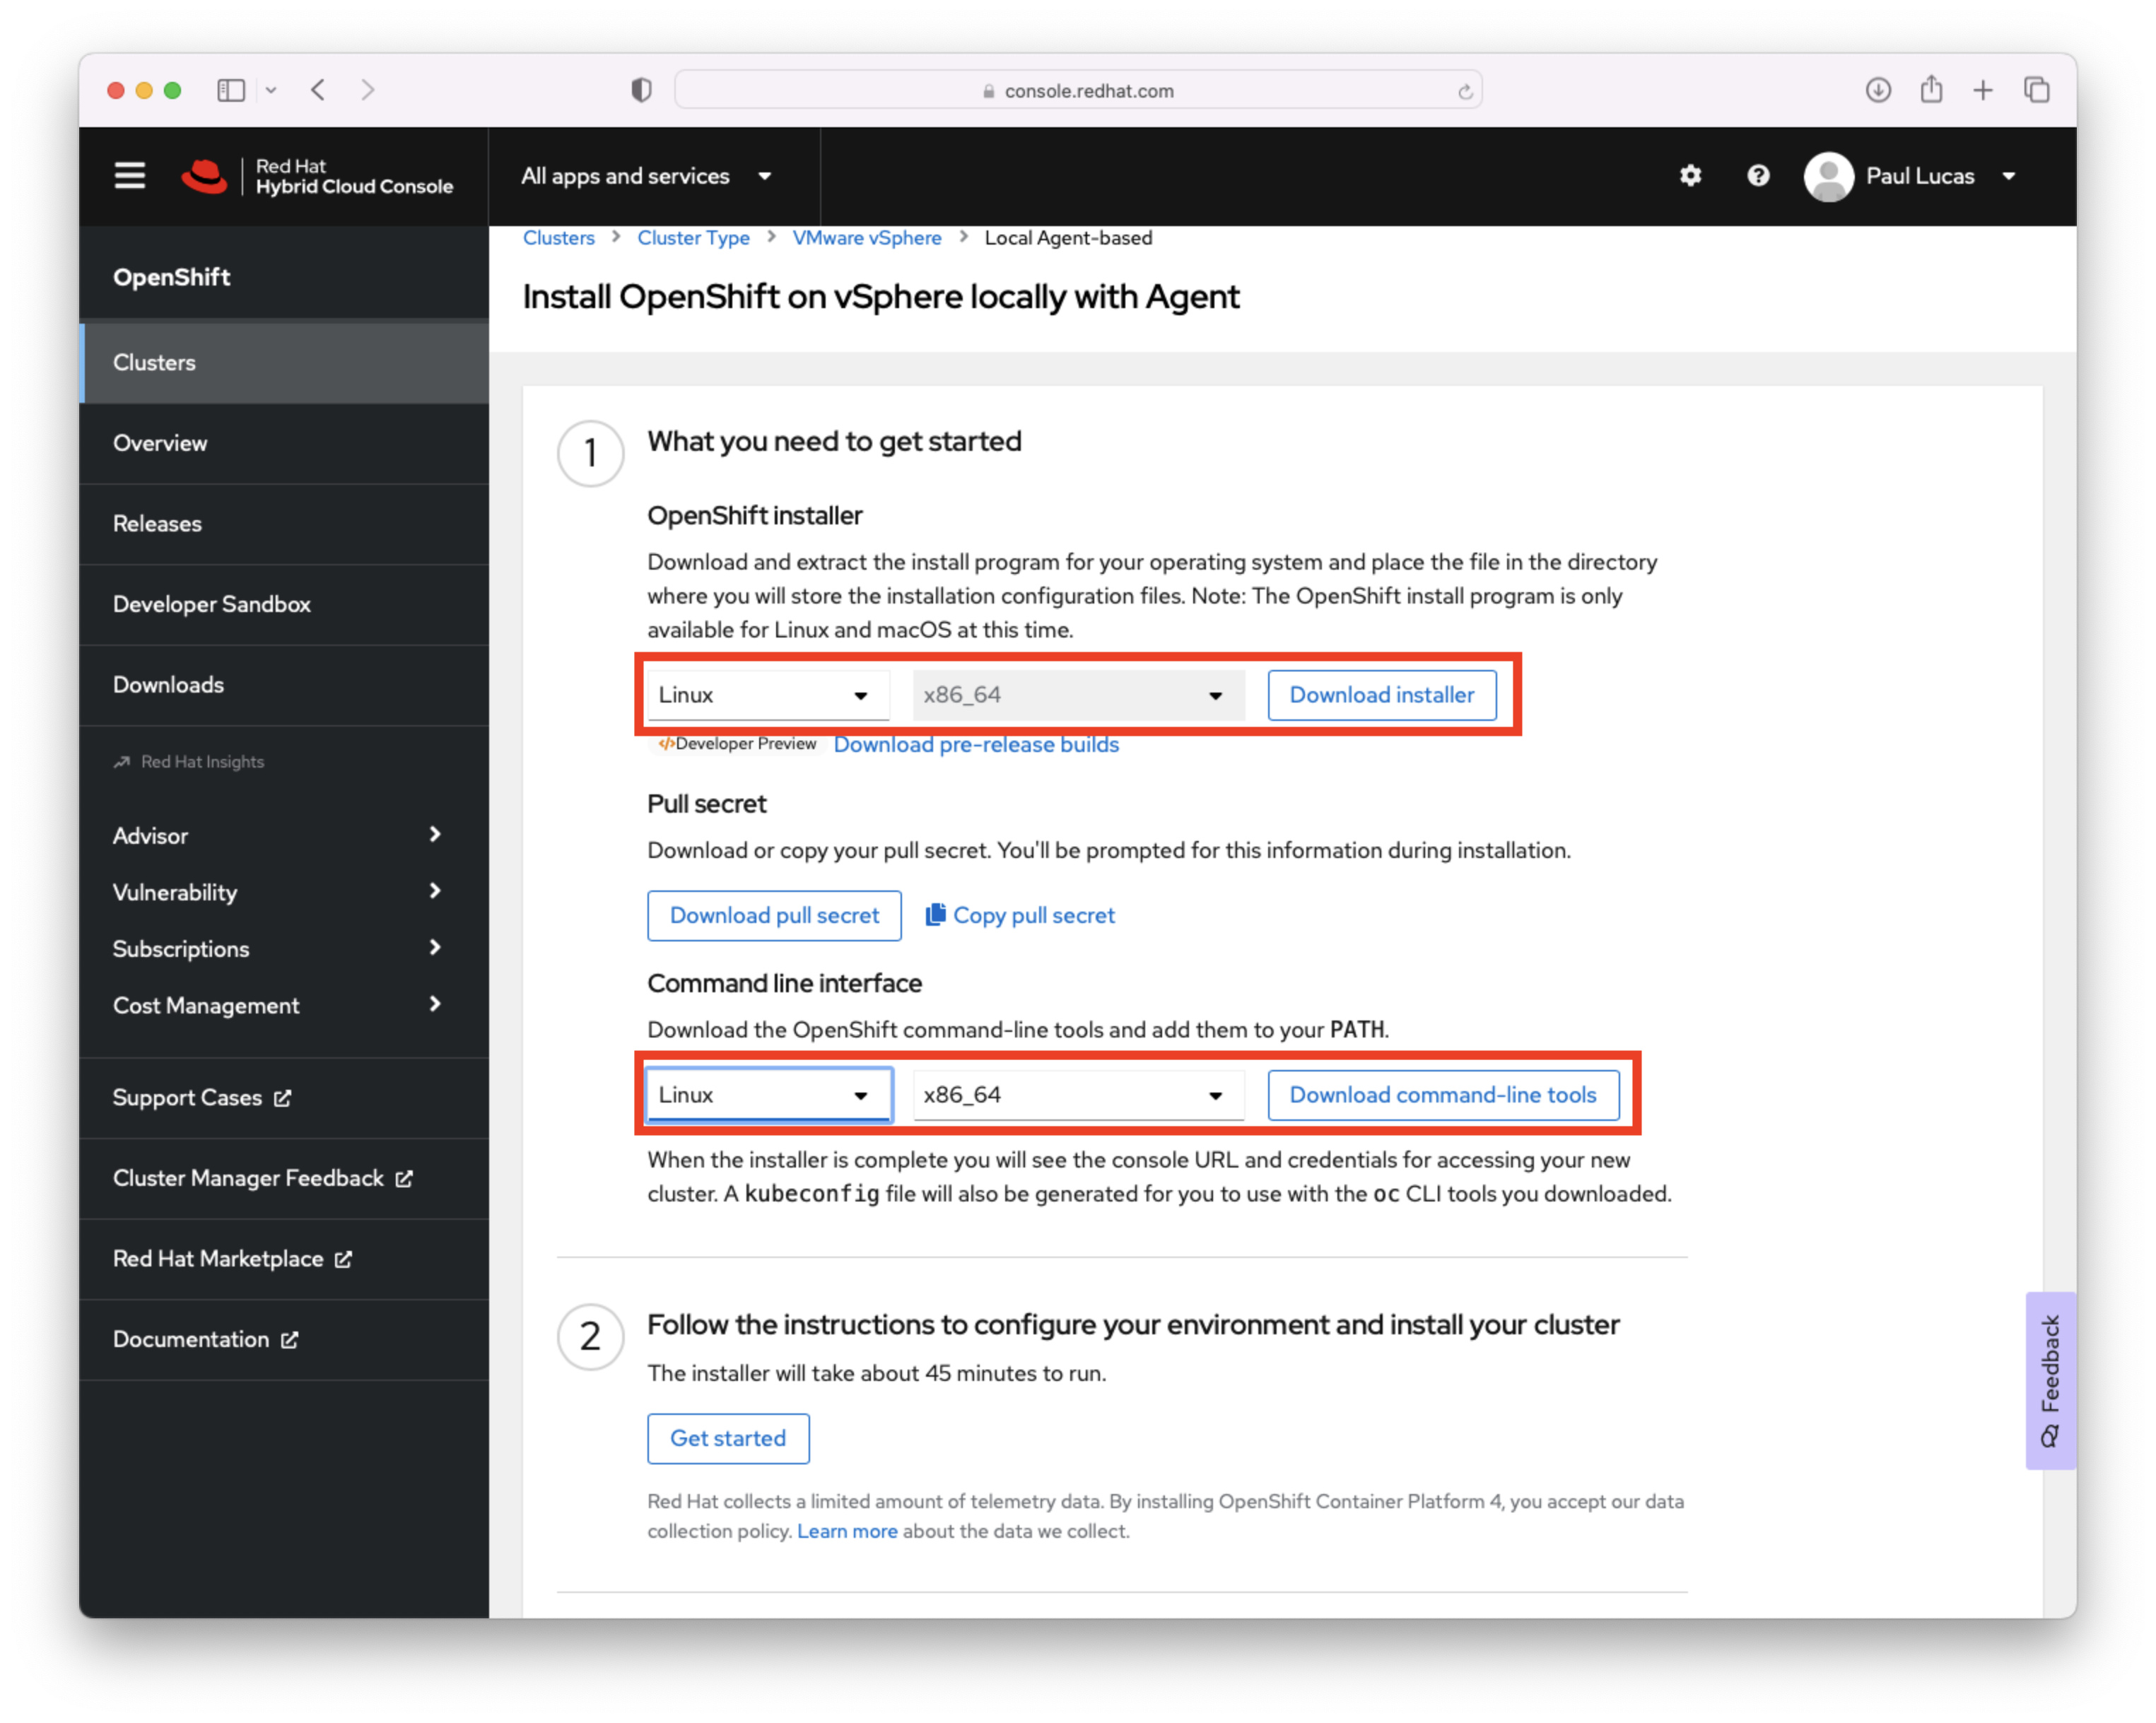 console.redhat.com
Red Hat
Hybrid Cloud Console
All apps and services
Paul Lucas
OpenShift
Clusters
Overview
Releases
Developer Sandbox
Downloads
Red Hat Insights
Advisor
Vulnerability
Subscriptions
Cost Management
Support Cases
Cluster Manager Feedback
Red Hat Marketplace
Documentation
Clusters > Cluster Type > VMware vSphere > Local Agent-based
Install OpenShift on vSphere locally with Agent
1 What you need to get started
OpenShift installer
Download and extract the install program for your operating system and place the file in the directory
where you will store the installation configuration files. Note: The OpenShift install program is only
available for Linux and macOS at this time.
Linux x86_64 Download installer
</>Developer Preview Download pre-release builds
Pull secret
Download or copy your pull secret. You'll be prompted for this information during installation.
Download pull secret Copy pull secret
Command line interface
Download the OpenShift command-line tools and add them to your PATH.
Linux x86_64 Download command-line tools
When the installer is complete you will see the console URL and credentials for accessing your new
cluster. A kubeconfig file will also be generated for you to use with the oc CLI tools you downloaded.
2 Follow the instructions to configure your environment and install your cluster
The installer will take about 45 minutes to run.
Get started
Red Hat collects a limited amount of telemetry data. By installing OpenShift Container Platform 4, you accept our data
collection policy. Learn more about the data we collect.
Feedback